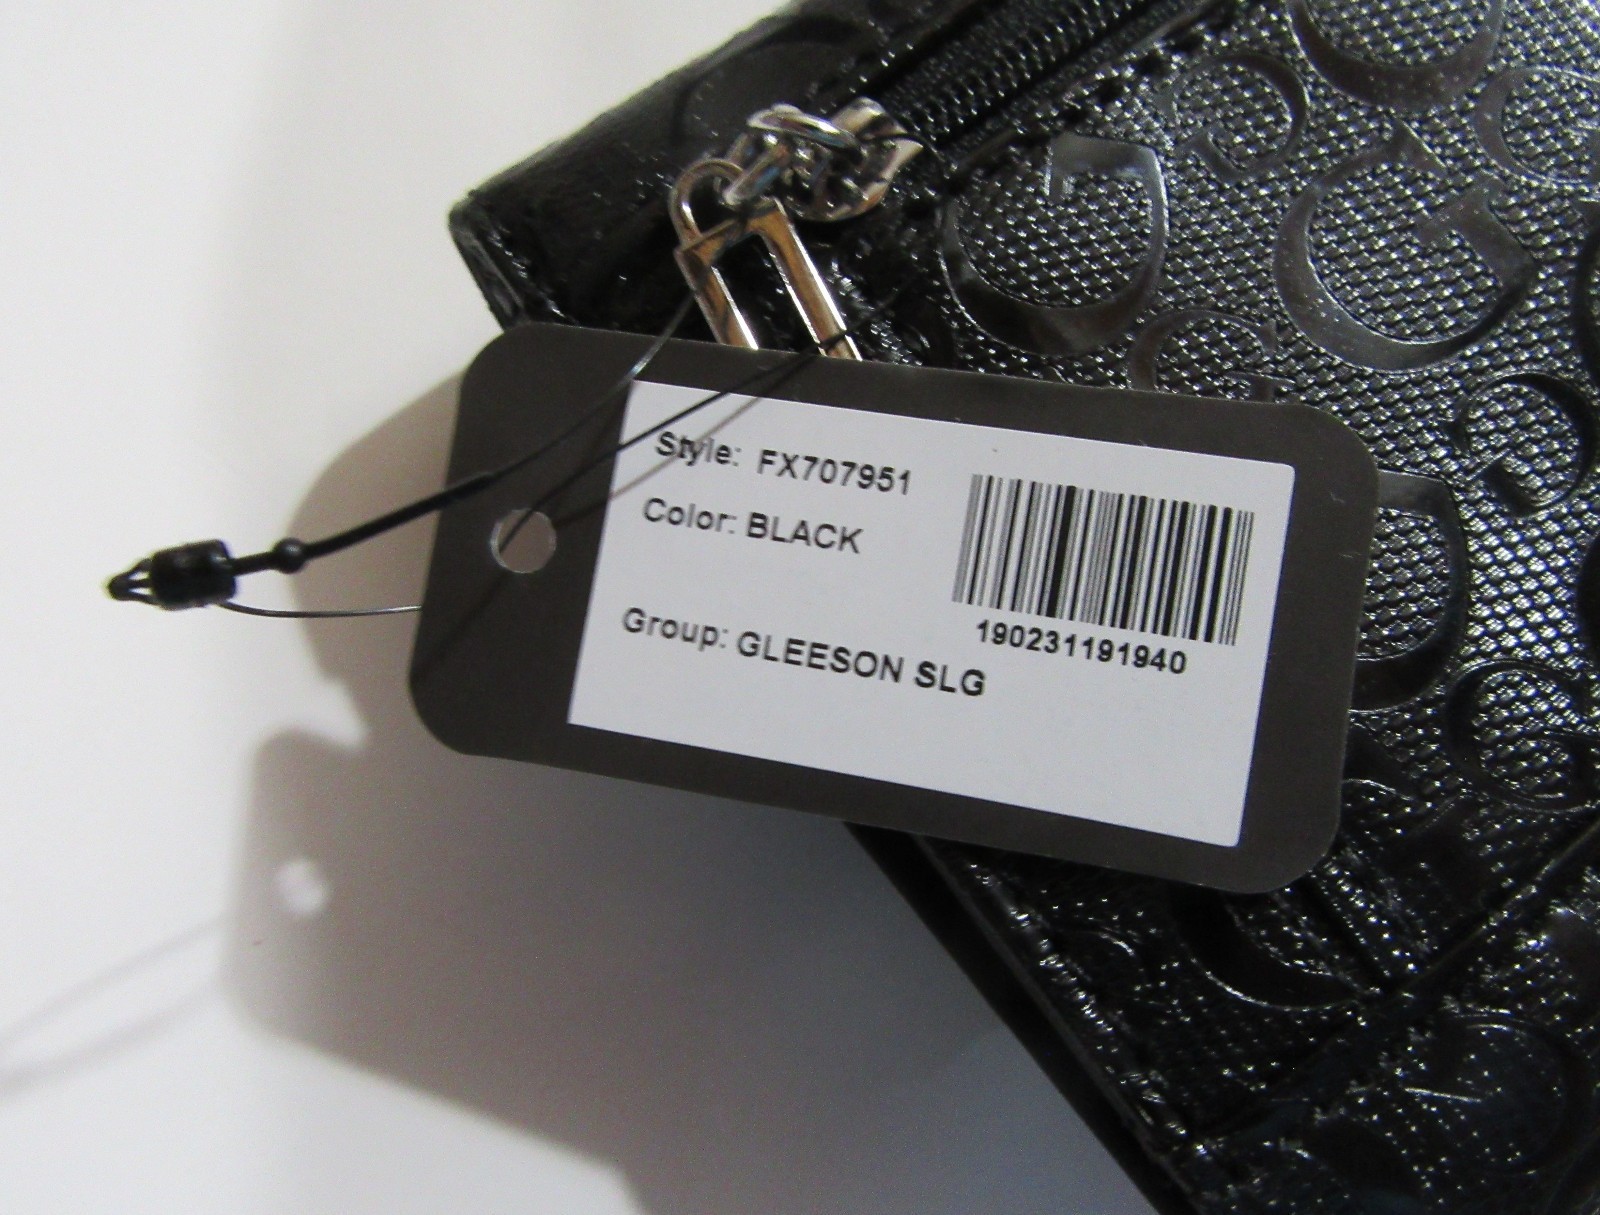 Style: FX707951
Color: BLACK
190231191940
Group: GLEESON SLG